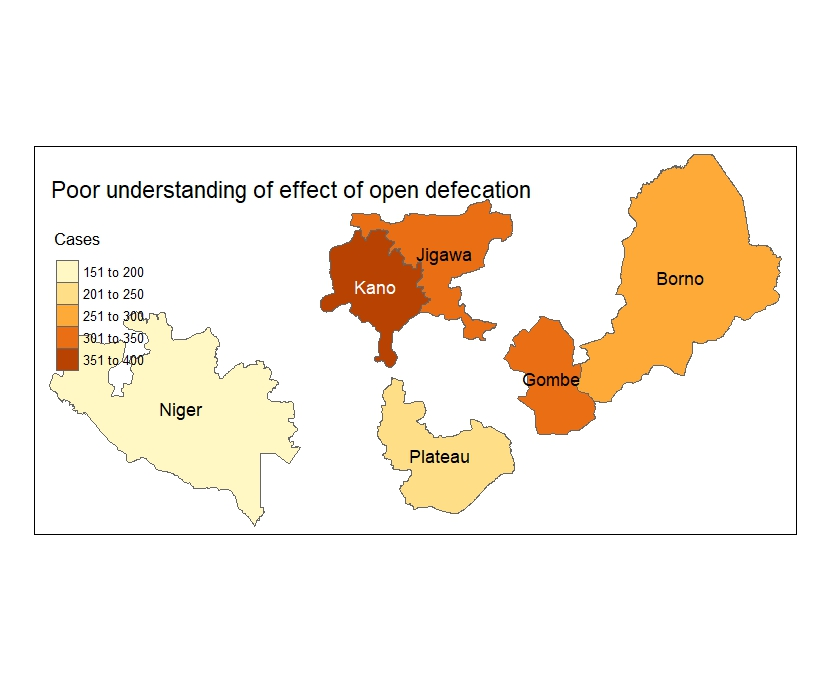 Poor understanding of effect of open defecation
Cases
151 to 200
201 to 250
251 to 300
301 to 350
351 to 400
Jigawa
Kano
Borno
Gombe
Niger
Plateau